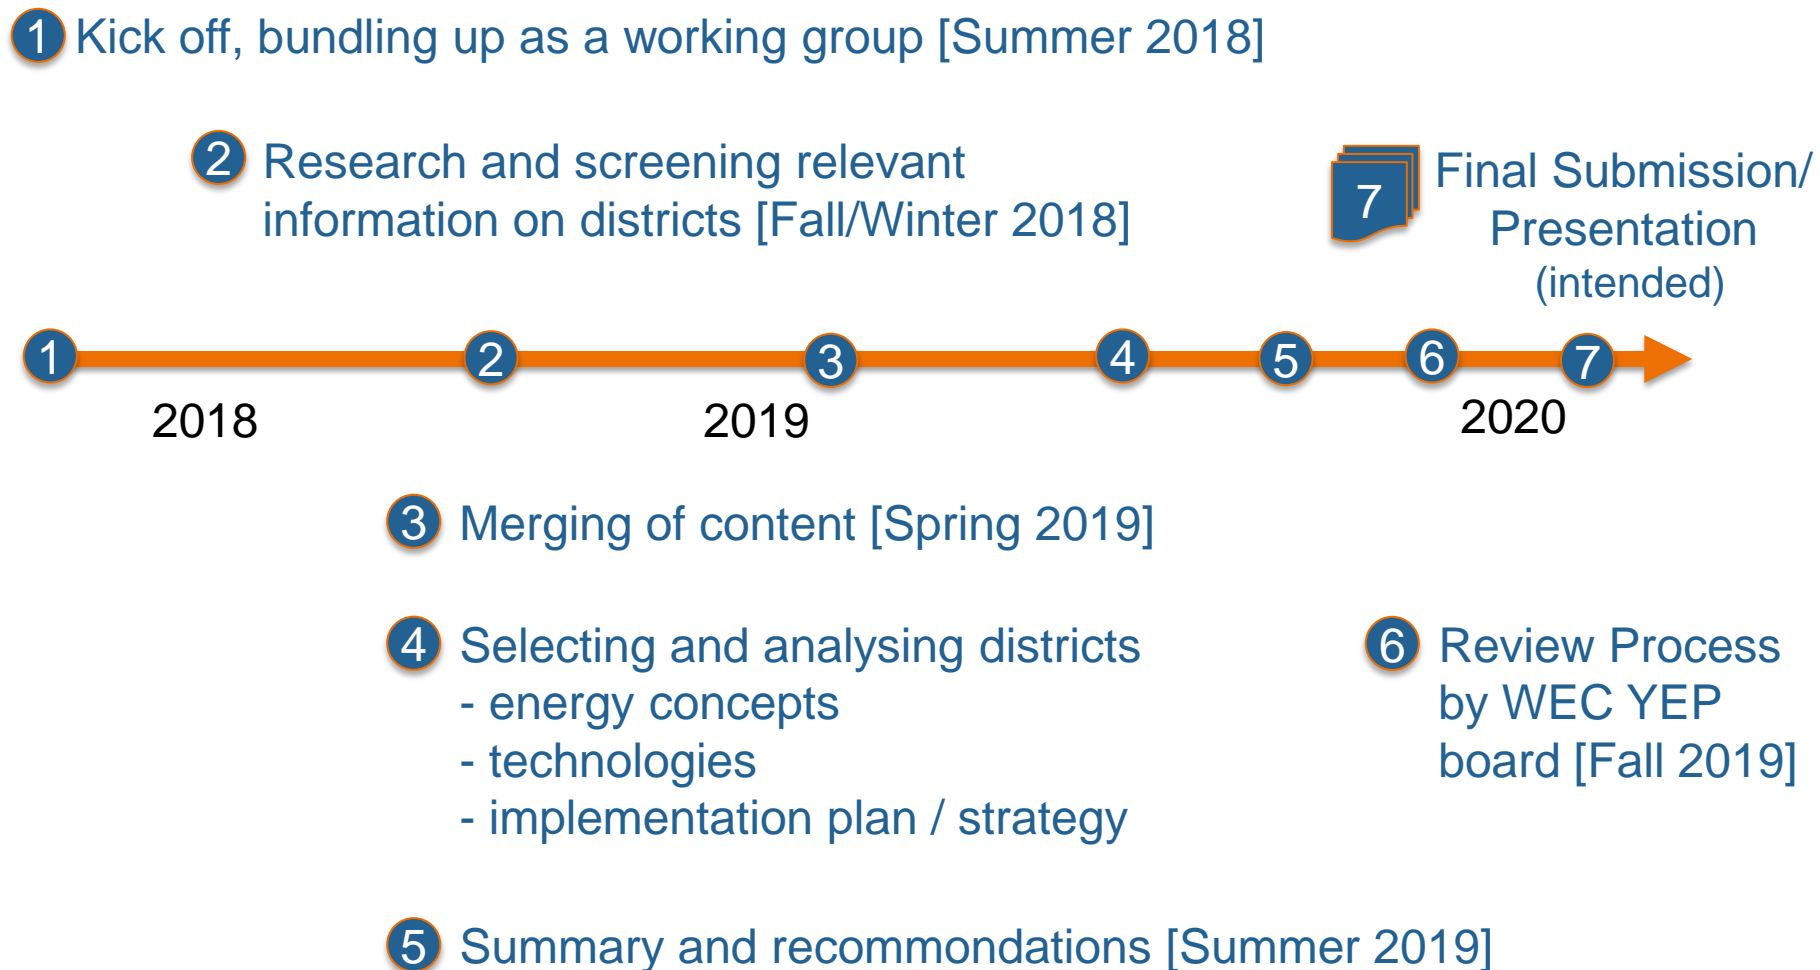 1 Kick off, bundling up as a working group [Summer 2018]
2 Research and screening relevant
information on districts [Fall/Winter 2018]
7 Final Submission/
Presentation
(intended)
1 2 3 4 5 6 7
2018 2019 2020
3 Merging of content [Spring 2019]
4 Selecting and analysing districts
- energy concepts
- technologies
- implementation plan / strategy
6 Review Process
by WEC YEP
board [Fall 2019]
5 Summary and recommondations [Summer 2019]